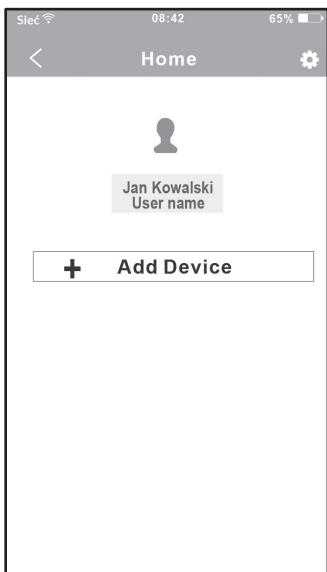 Sieć 08:42 65%
Home
Jan Kowalski
User name
+ Add Device